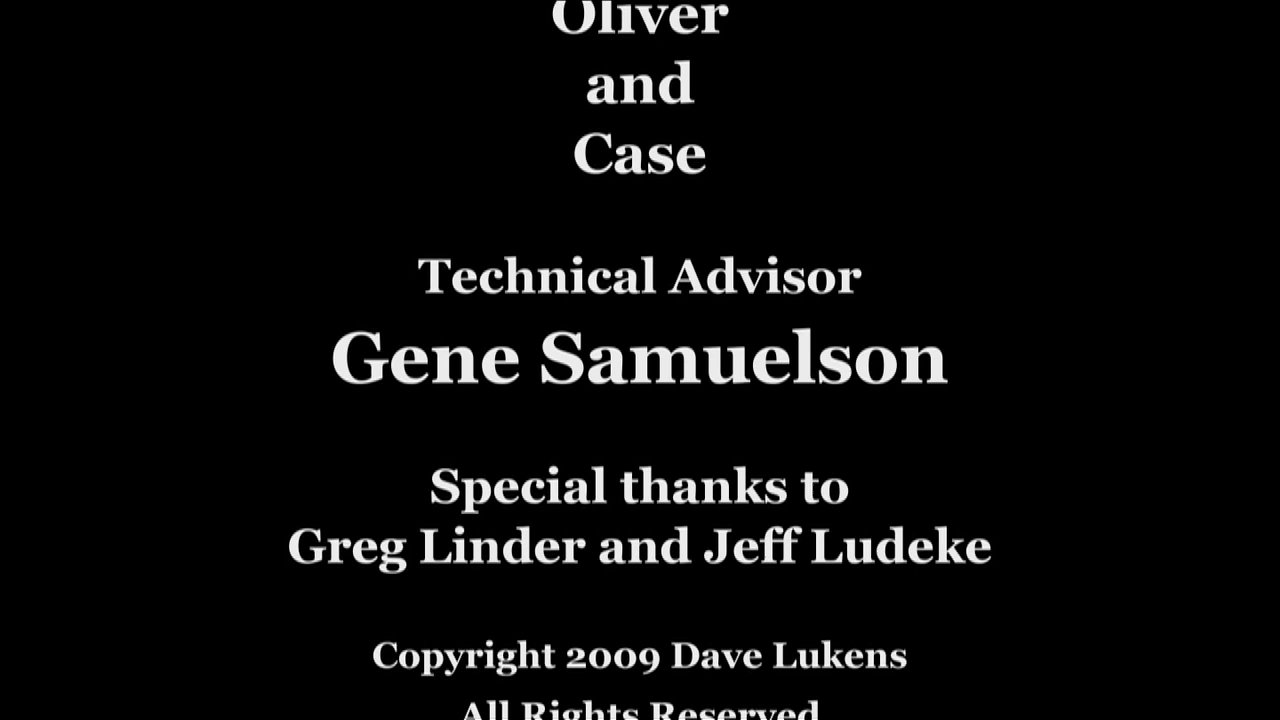 Oliver
and
Case
Technical Advisor
Gene Samuelson
Special thanks to
Greg Linder and Jeff Ludeke
Copyright 2009 Dave Lukens
All Rights Reserved